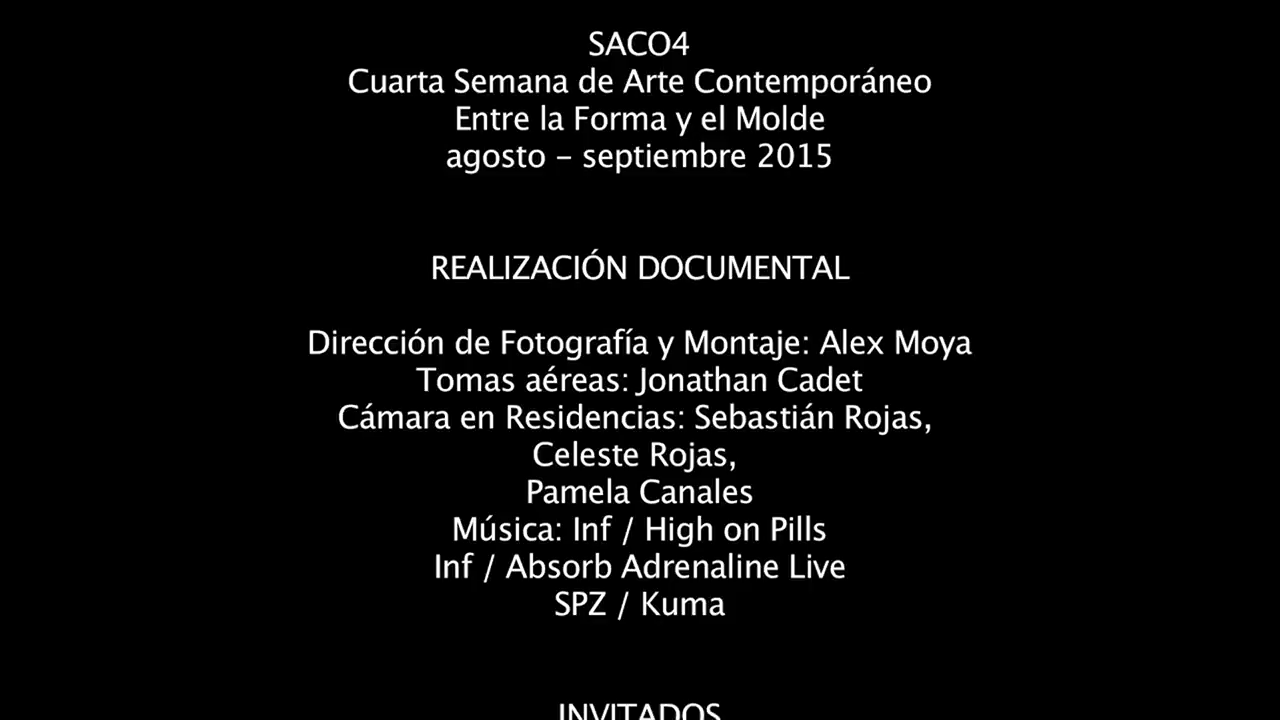 SACO4
Cuarta Semana de Arte Contemporáneo
Entre la Forma y el Molde
agosto – septiembre 2015
REALIZACIÓN DOCUMENTAL
Dirección de Fotografía y Montaje: Alex Moya
Tomas aéreas: Jonathan Cadet
Cámara en Residencias: Sebastián Rojas,
Celeste Rojas,
Pamela Canales
Música: Inf / High on Pills
Inf / Absorb Adrenaline Live
SPZ / Kuma
INVITADOS